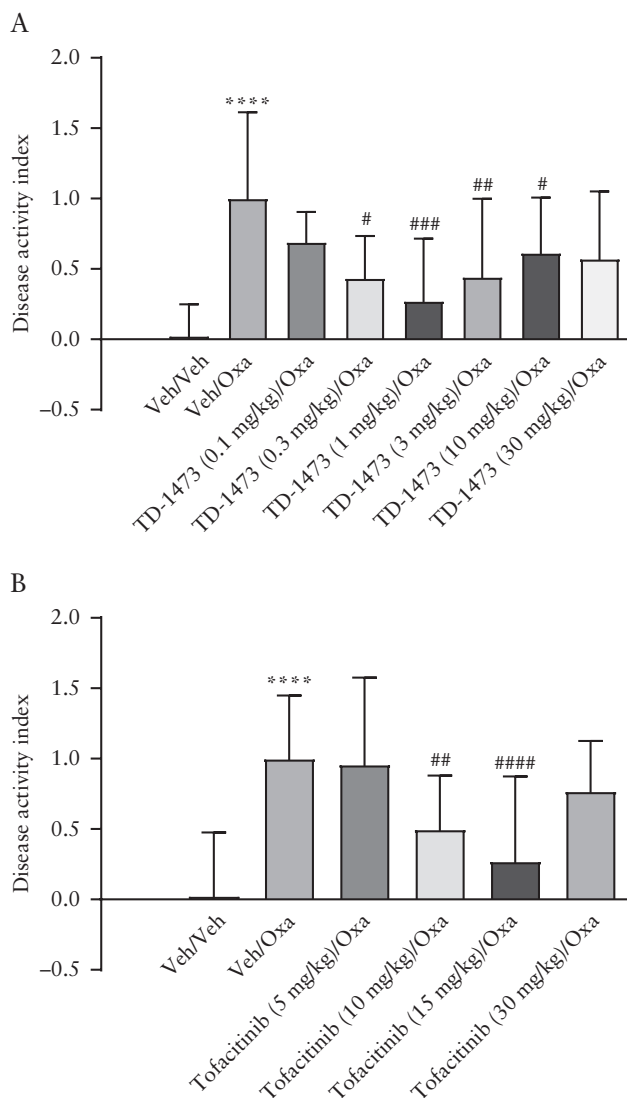 A
2.0
1.5
1.0
0.5
0.0
−0.5
Disease activity index
****
#
###
##
#
Veh/Veh
Veh/Oxa
TD-1473 (0.1 mg/kg)/Oxa
TD-1473 (0.3 mg/kg)/Oxa
TD-1473 (1 mg/kg)/Oxa
TD-1473 (3 mg/kg)/Oxa
TD-1473 (10 mg/kg)/Oxa
TD-1473 (30 mg/kg)/Oxa
B
2.0
1.5
1.0
0.5
0.0
−0.5
Disease activity index
****
##
####
Veh/Veh
Veh/Oxa
Tofacitinib (5 mg/kg)/Oxa
Tofacitinib (10 mg/kg)/Oxa
Tofacitinib (15 mg/kg)/Oxa
Tofacitinib (30 mg/kg)/Oxa